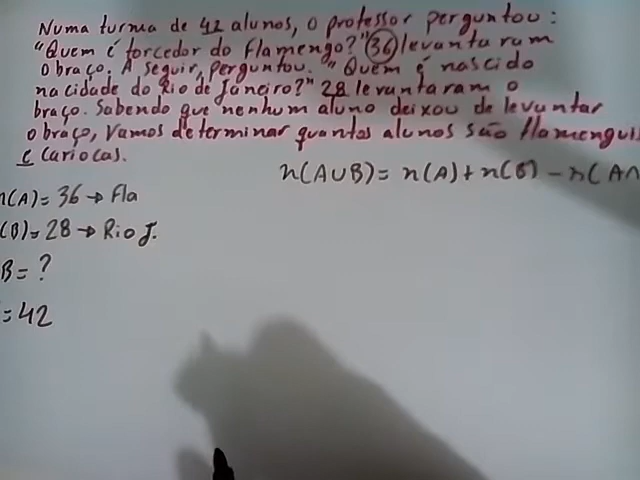 Numa turma de 42 alunos, o professor perguntou:
"Quem é torcedor do Flamengo?" 36 levantaram
o braço. A seguir, perguntou. "Quem é nascido
na cidade do Rio de Janeiro?" 28 levantaram o
braço. Sabendo que nenhum aluno deixou de levantar
o braço, Vamos determinar quantos alunos são flamenguis
e Cariocas.
n(A∪B) = n(A) + n(B) - n(A∩
n(A) = 36 → Fla
(B) = 28 → Rio J.
B = ?
= 42